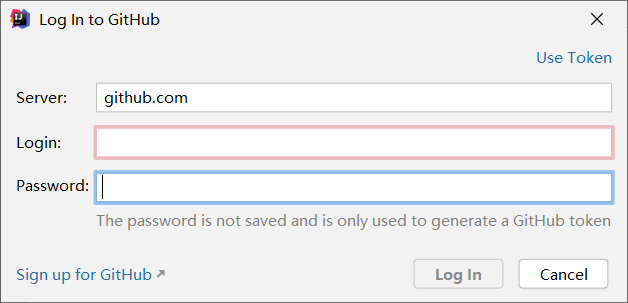 Log In to GitHub
Use Token
Server: github.com
Login:
Password:
The password is not saved and is only used to generate a GitHub token
Sign up for GitHub ↗ Log In Cancel